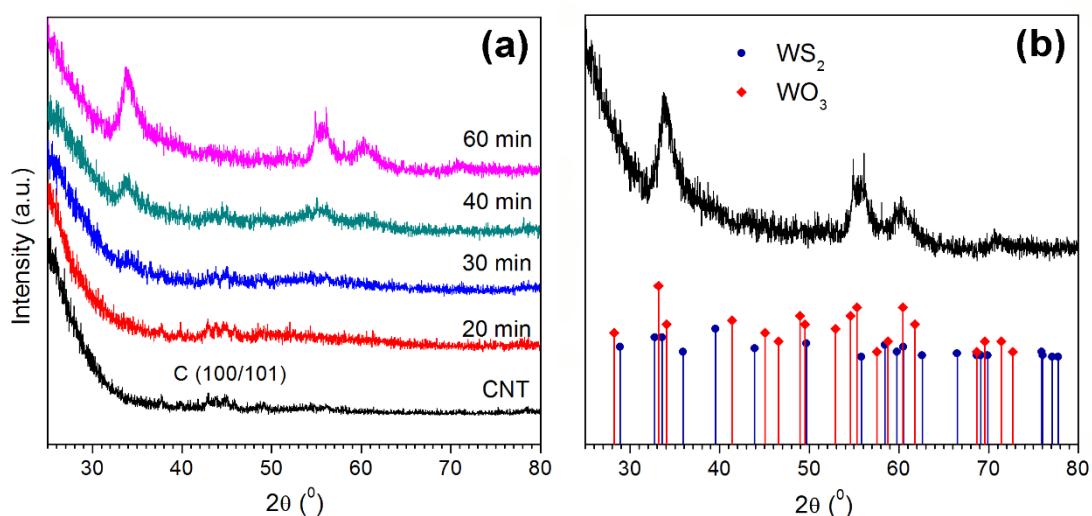 (a)
60 min
40 min
30 min
20 min
C (100/101)
CNT
Intensity (a.u.)
30 40 50 60 70 80
2θ (⁰)
(b)
WS₂
WO₃
30 40 50 60 70 80
2θ (⁰)